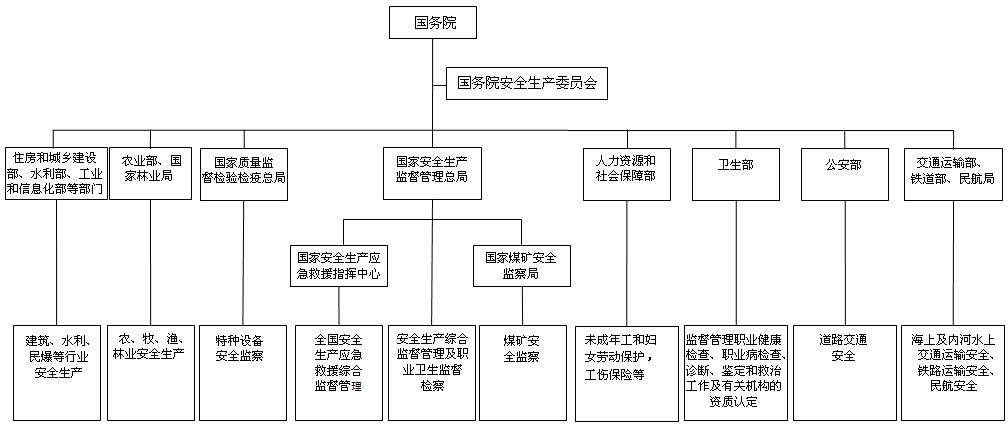 国务院
国务院安全生产委员会
住房和城乡建设
部、水利部、工业
和信息化部等部门
农业部、国
家林业局
国家质量监
督检验检疫总局
国家安全生产
监督管理总局
人力资源和
社会保障部
卫生部
公安部
交通运输部、
铁道部、民航局
国家安全生产应
急救援指挥中心
国家煤矿安全
监察局
建筑、水利、
民爆等行业
安全生产
农、牧、渔、
林业安全生产
特种设备
安全监察
全国安全
生产应急
救援综合
监督管理
安全生产综合
监督管理及职
业卫生监督
检察
煤矿安
全监察
未成年工和妇
女劳动保护，
工伤保险等
监督管理职业健康
检查、职业病检查、
诊断、鉴定和救治
工作及有关机构的
资质认定
道路交通
安全
海上及内河水上
交通运输安全、
铁路运输安全、
民航安全